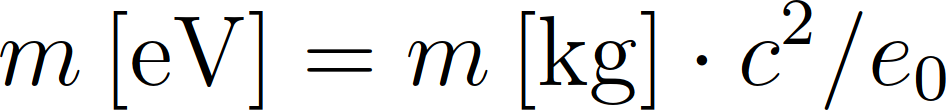 m [eV] = m [kg] · c²/e₀